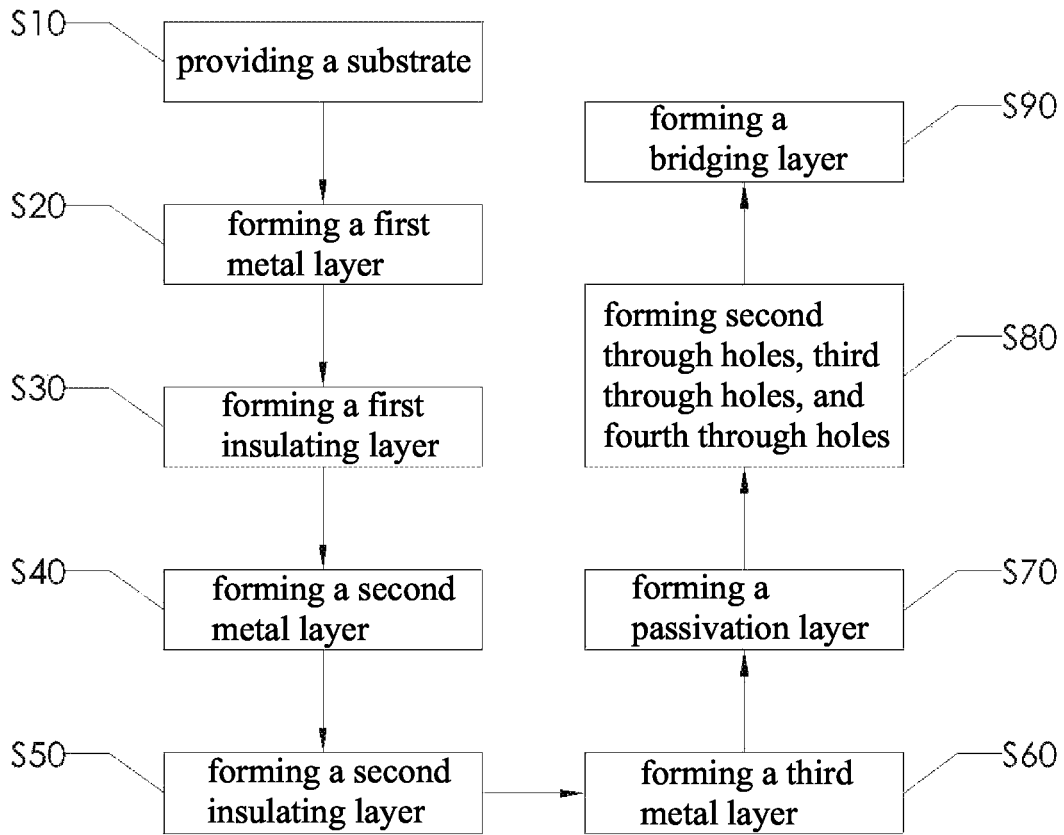 S10
providing a substrate
S20
forming a first
metal layer
S30
forming a first
insulating layer
S40
forming a second
metal layer
S50
forming a second
insulating layer
S60
forming a third
metal layer
S70
forming a
passivation layer
S80
forming second
through holes, third
through holes, and
fourth through holes
S90
forming a
bridging layer